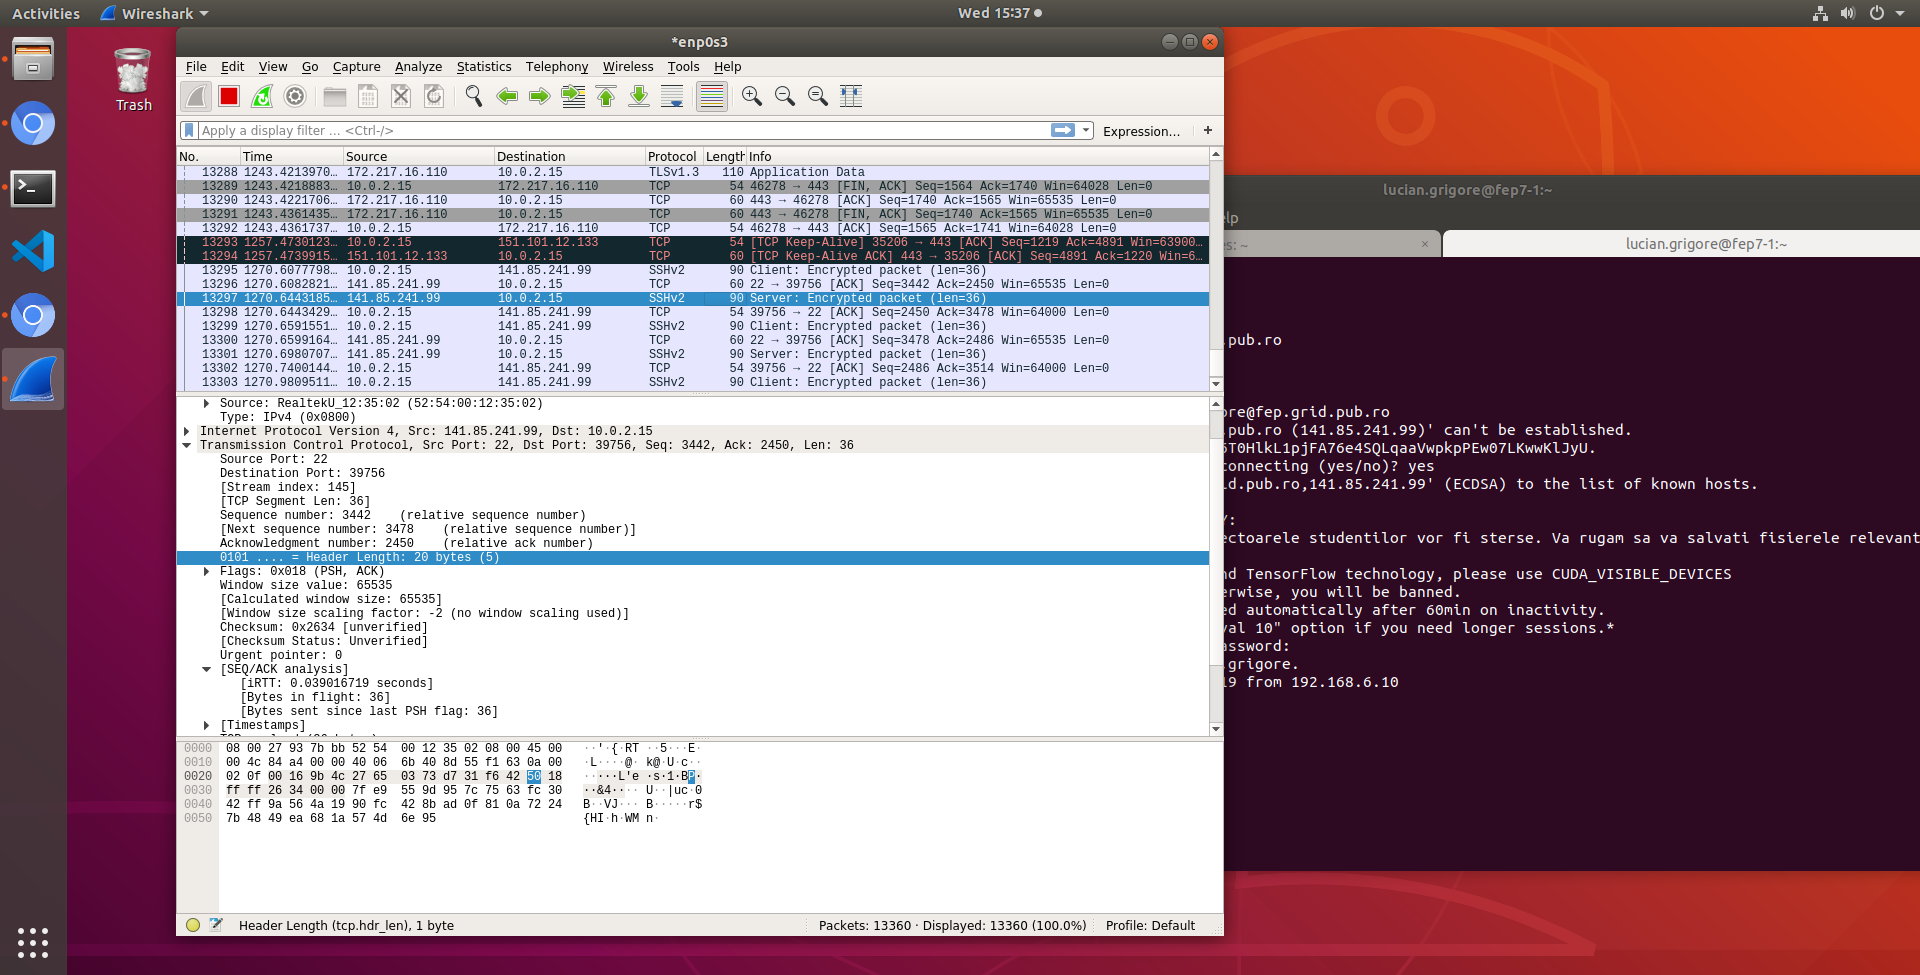 Activities Wireshark Wed 15:37
Trash
*enp0s3
File Edit View Go Capture Analyze Statistics Telephony Wireless Tools Help
Apply a display filter ... <Ctrl-/> Expression... +
No. Time Source Destination Protocol Length Info
13288 1243.4213970... 172.217.16.110 10.0.2.15 TLSv1.3 110 Application Data
13289 1243.4218883... 10.0.2.15 172.217.16.110 TCP 54 46278 → 443 [FIN, ACK] Seq=1564 Ack=1740 Win=64028 Len=0
13290 1243.4221706... 172.217.16.110 10.0.2.15 TCP 60 443 → 46278 [ACK] Seq=1740 Ack=1565 Win=65535 Len=0
13291 1243.4361435... 172.217.16.110 10.0.2.15 TCP 60 443 → 46278 [FIN, ACK] Seq=1740 Ack=1565 Win=65535 Len=0
13292 1243.4361737... 10.0.2.15 172.217.16.110 TCP 54 46278 → 443 [ACK] Seq=1565 Ack=1741 Win=64028 Len=0
13293 1257.4730123... 10.0.2.15 151.101.12.133 TCP 54 [TCP Keep-Alive] 35206 → 443 [ACK] Seq=1219 Ack=4891 Win=63900...
13294 1257.4739915... 151.101.12.133 10.0.2.15 TCP 60 [TCP Keep-Alive ACK] 443 → 35206 [ACK] Seq=4891 Ack=1220 Win=6...
13295 1270.6077798... 10.0.2.15 141.85.241.99 SSHv2 90 Client: Encrypted packet (len=36)
13296 1270.6082821... 141.85.241.99 10.0.2.15 TCP 60 22 → 39756 [ACK] Seq=3442 Ack=2450 Win=65535 Len=0
13297 1270.6443185... 141.85.241.99 10.0.2.15 SSHv2 90 Server: Encrypted packet (len=36)
13298 1270.6443429... 10.0.2.15 141.85.241.99 TCP 54 39756 → 22 [ACK] Seq=2450 Ack=3478 Win=64000 Len=0
13299 1270.6591551... 10.0.2.15 141.85.241.99 SSHv2 90 Client: Encrypted packet (len=36)
13300 1270.6599164... 141.85.241.99 10.0.2.15 TCP 60 22 → 39756 [ACK] Seq=3478 Ack=2486 Win=65535 Len=0
13301 1270.6980707... 141.85.241.99 10.0.2.15 SSHv2 90 Server: Encrypted packet (len=36)
13302 1270.7400144... 10.0.2.15 141.85.241.99 TCP 54 39756 → 22 [ACK] Seq=2486 Ack=3514 Win=64000 Len=0
13303 1270.9809511... 10.0.2.15 141.85.241.99 SSHv2 90 Client: Encrypted packet (len=36)
Source: RealtekU_12:35:02 (52:54:00:12:35:02)
Type: IPv4 (0x0800)
Internet Protocol Version 4, Src: 141.85.241.99, Dst: 10.0.2.15
Transmission Control Protocol, Src Port: 22, Dst Port: 39756, Seq: 3442, Ack: 2450, Len: 36
Source Port: 22
Destination Port: 39756
[Stream index: 145]
[TCP Segment Len: 36]
Sequence number: 3442 (relative sequence number)
[Next sequence number: 3478 (relative sequence number)]
Acknowledgment number: 2450 (relative ack number)
0101 .... = Header Length: 20 bytes (5)
Flags: 0x018 (PSH, ACK)
Window size value: 65535
[Calculated window size: 65535]
[Window size scaling factor: -2 (no window scaling used)]
Checksum: 0x2634 [unverified]
[Checksum Status: Unverified]
Urgent pointer: 0
[SEQ/ACK analysis]
[iRTT: 0.039016719 seconds]
[Bytes in flight: 36]
[Bytes sent since last PSH flag: 36]
[Timestamps]
0000 08 00 27 93 7b bb 52 54 00 12 35 02 08 00 45 00 ··'·{·RT ··5···E·
0010 00 4c 84 a4 00 00 40 06 6b 40 8d 55 f1 63 0a 00 ·L····@· k@·U·c··
0020 02 0f 00 16 9b 4c 27 65 03 73 d7 31 f6 42 50 18 ·····L'e ·s·1·BP·
0030 ff ff 26 34 00 00 7f e9 55 9d 95 7c 75 63 fc 30 ··&4···· U··|uc·0
0040 42 ff 9a 56 4a 19 90 fc 42 8b ad 0f 81 0a 72 24 B··VJ··· B·····r$
0050 7b 48 49 ea 68 1a 57 4d 6e 95 {HI·h·WM n·
Header Length (tcp.hdr_len), 1 byte Packets: 13360 · Displayed: 13360 (100.0%) Profile: Default
lucian.grigore@fep7-1:~
elp
es: ~ × lucian.grigore@fep7-1:~
.pub.ro
ore@fep.grid.pub.ro
.pub.ro (141.85.241.99)' can't be established.
5T0HlkL1pjFA76e4SQLqaaVwpkpPEw07LKwwKlJyU.
connecting (yes/no)? yes
id.pub.ro,141.85.241.99' (ECDSA) to the list of known hosts.
Y:
ectoarele studentilor vor fi sterse. Va rugam sa va salvati fisierele relevant
nd TensorFlow technology, please use CUDA_VISIBLE_DEVICES
erwise, you will be banned.
ed automatically after 60min on inactivity.
val 10" option if you need longer sessions.*
assword:
.grigore.
19 from 192.168.6.10